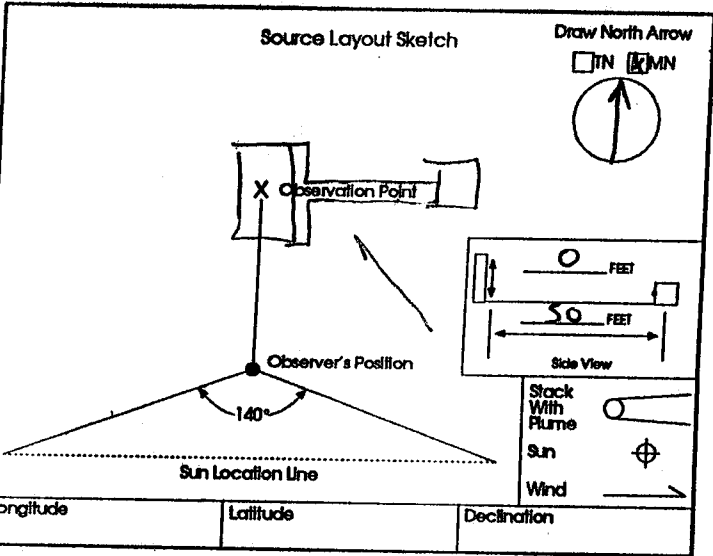 Source Layout Sketch
Draw North Arrow
TN X MN
X Observation Point
0 FEET
50 FEET
Side View
Observer's Position
140°
Sun Location Line
Stack
With
Plume
Sun
Wind
ongitude
Latitude
Declination